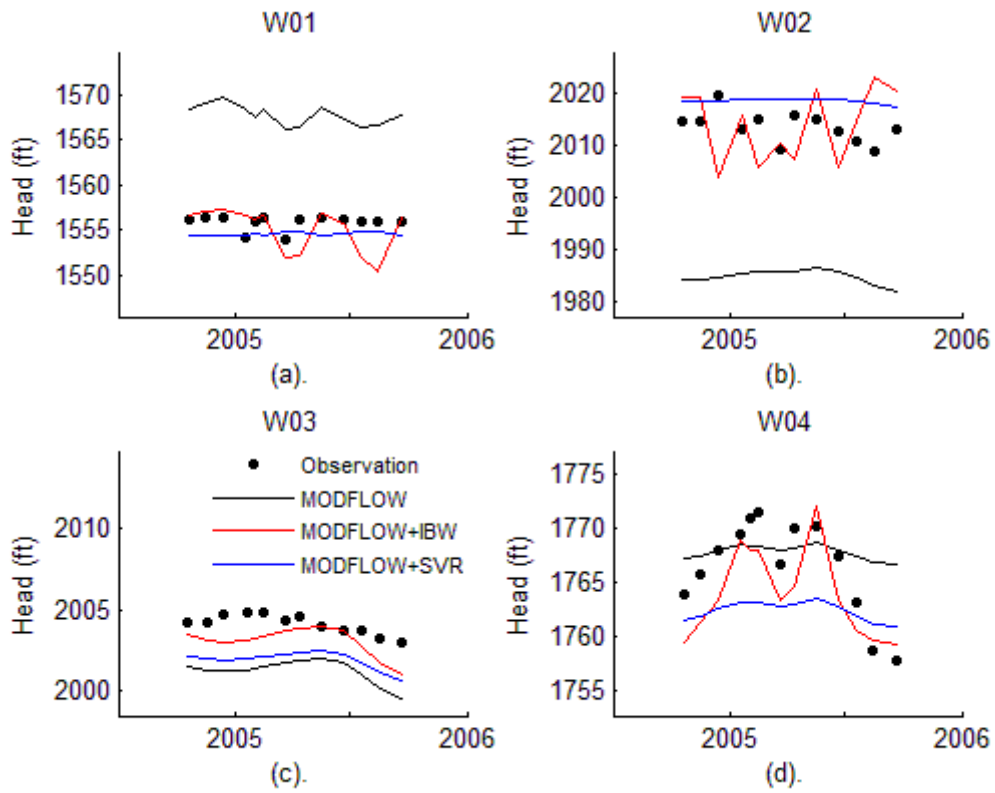 W01
1570
1565
1560
1555
1550
Head (ft)
2005
2006
(a).
W02
2020
2010
2000
1990
1980
Head (ft)
2005
2006
(b).
W03
2010
2005
2000
Head (ft)
Observation
MODFLOW
MODFLOW+IBW
MODFLOW+SVR
2005
2006
(c).
W04
1775
1770
1765
1760
1755
Head (ft)
2005
2006
(d).